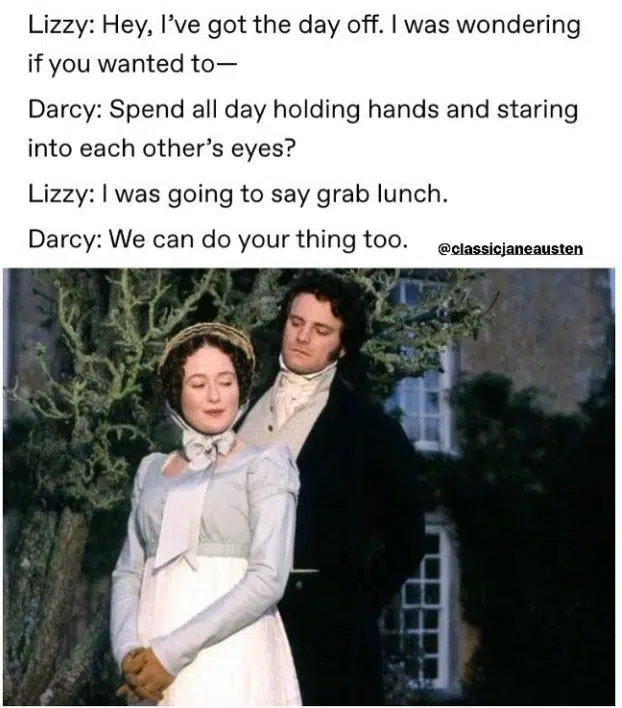 Lizzy: Hey, I’ve got the day off. I was wondering
if you wanted to—
Darcy: Spend all day holding hands and staring
into each other’s eyes?
Lizzy: I was going to say grab lunch.
Darcy: We can do your thing too.
@classicjaneausten